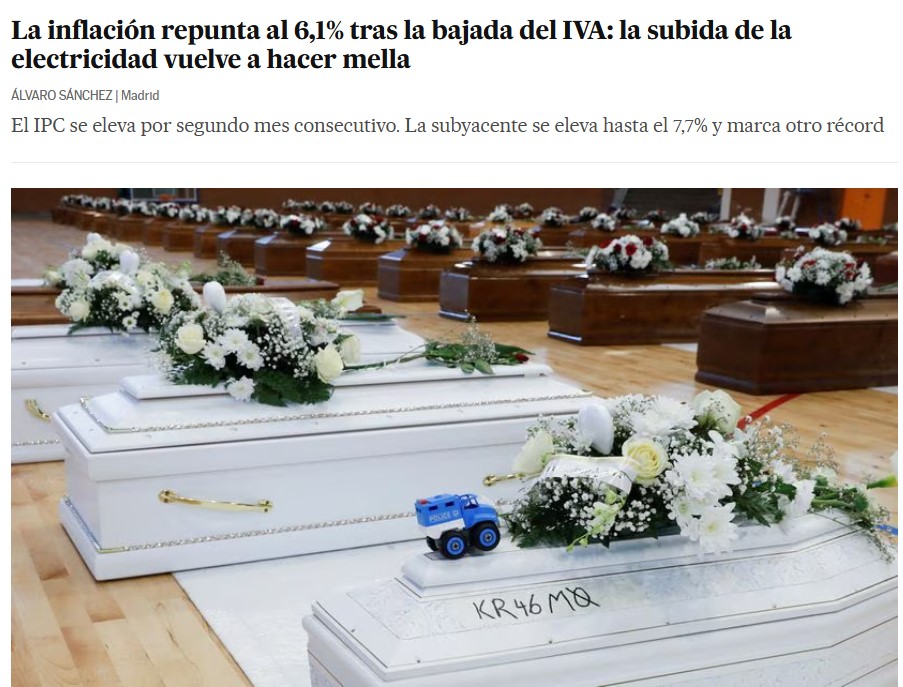 La inflación repunta al 6,1% tras la bajada del IVA: la subida de la
electricidad vuelve a hacer mella
ÁLVARO SÁNCHEZ | Madrid
El IPC se eleva por segundo mes consecutivo. La subyacente se eleva hasta el 7,7% y marca otro récord
POLICE
KR46M